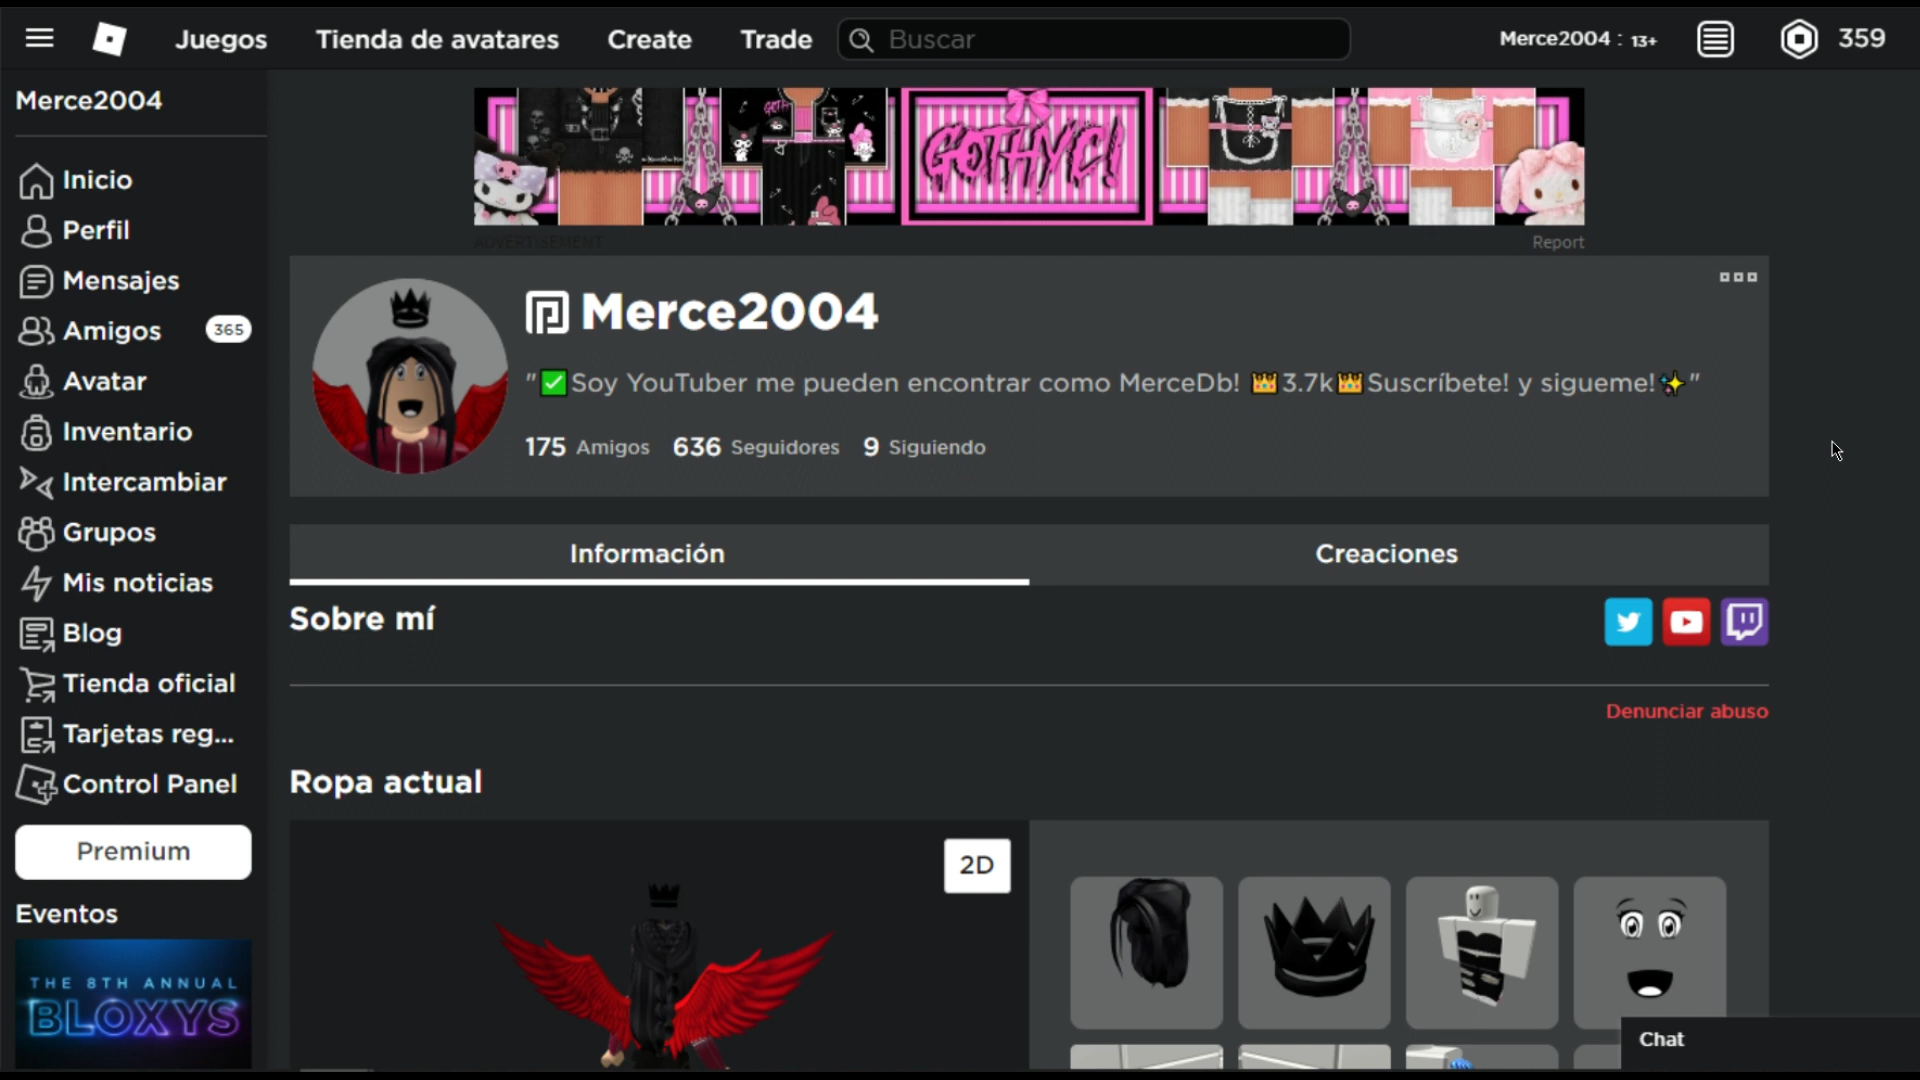 Juegos Tienda de avatares Create Trade Buscar Merce2004 : 13+ 359
Merce2004
Inicio
Perfil
Mensajes
Amigos 365
Avatar
Inventario
Intercambiar
Grupos
Mis noticias
Blog
Tienda oficial
Tarjetas reg...
Control Panel
Premium
Eventos
THE 8TH ANNUAL
BLOXYS
GOTH
GOTHYC!
ADVERTISEMENT Report
Merce2004
"✅Soy YouTuber me pueden encontrar como MerceDb! 👑3.7k👑Suscríbete! y sigueme!✨"
175 Amigos 636 Seguidores 9 Siguiendo
Información Creaciones
Sobre mí
Denunciar abuso
Ropa actual
2D
Chat